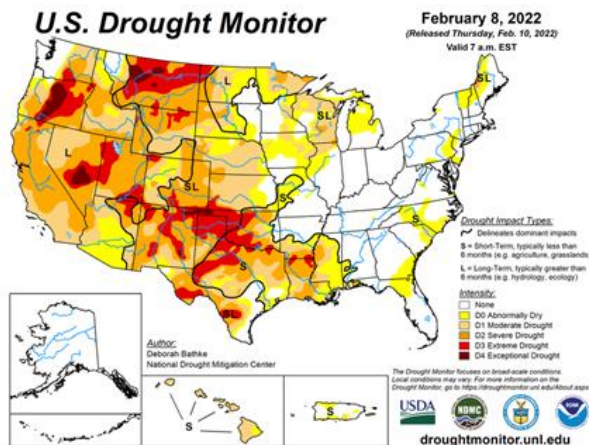 U.S. Drought Monitor
February 8, 2022
(Released Thursday, Feb. 10, 2022)
Valid 7 a.m. EST
L
SL
SL
L
SL
S
S
S
SL
S
Drought Impact Types:
Delineates dominant impacts
S = Short-Term, typically less than
6 months (e.g. agriculture, grasslands)
L = Long-Term, typically greater than
6 months (e.g. hydrology, ecology)
Intensity:
None
D0 Abnormally Dry
D1 Moderate Drought
D2 Severe Drought
D3 Extreme Drought
D4 Exceptional Drought
Author:
Deborah Bathke
National Drought Mitigation Center
S
S
The Drought Monitor focuses on broad-scale conditions.
Local conditions may vary. For more information on the
Drought Monitor, go to https://droughtmonitor.unl.edu/About.aspx
USDA
NDMC
droughtmonitor.unl.edu